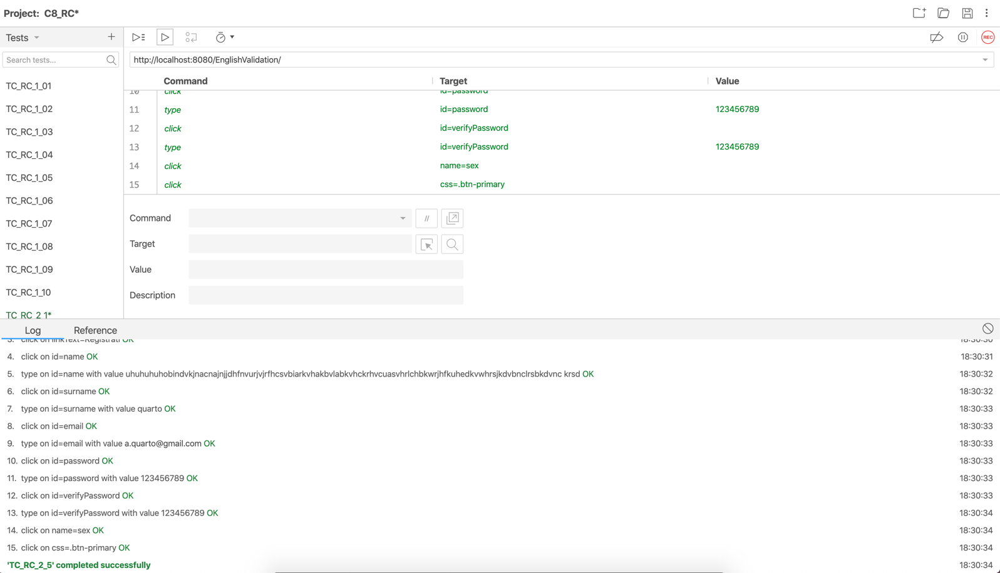 Project: C8_RC*
Tests
Search tests...
TC_RC_1_01
TC_RC_1_02
TC_RC_1_03
TC_RC_1_04
TC_RC_1_05
TC_RC_1_06
TC_RC_1_07
TC_RC_1_08
TC_RC_1_09
TC_RC_1_10
TC_RC_2_1*
REC
http://localhost:8080/EnglishValidation/
Command Target Value
10 click id=password
11 type id=password 123456789
12 click id=verifyPassword
13 type id=verifyPassword 123456789
14 click name=sex
15 click css=.btn-primary
Command //
Target
Value
Description
Log Reference
3. click on linkText=Registrati OK 18:30:30
4. click on id=name OK 18:30:31
5. type on id=name with value uhuhuhuhobindvkjnacnajnjjdhfnvurjvjrfhcsvbiarkvhakbvlabkvhckrhvcuasvhrlchbkwrjhfkuhedkvwhrsjkdvbnclrsbkdvnc krsd OK 18:30:32
6. click on id=surname OK 18:30:32
7. type on id=surname with value quarto OK 18:30:33
8. click on id=email OK 18:30:33
9. type on id=email with value a.quarto@gmail.com OK 18:30:33
10. click on id=password OK 18:30:33
11. type on id=password with value 123456789 OK 18:30:33
12. click on id=verifyPassword OK 18:30:33
13. type on id=verifyPassword with value 123456789 OK 18:30:34
14. click on name=sex OK 18:30:34
15. click on css=.btn-primary OK 18:30:34
'TC_RC_2_5' completed successfully 18:30:34